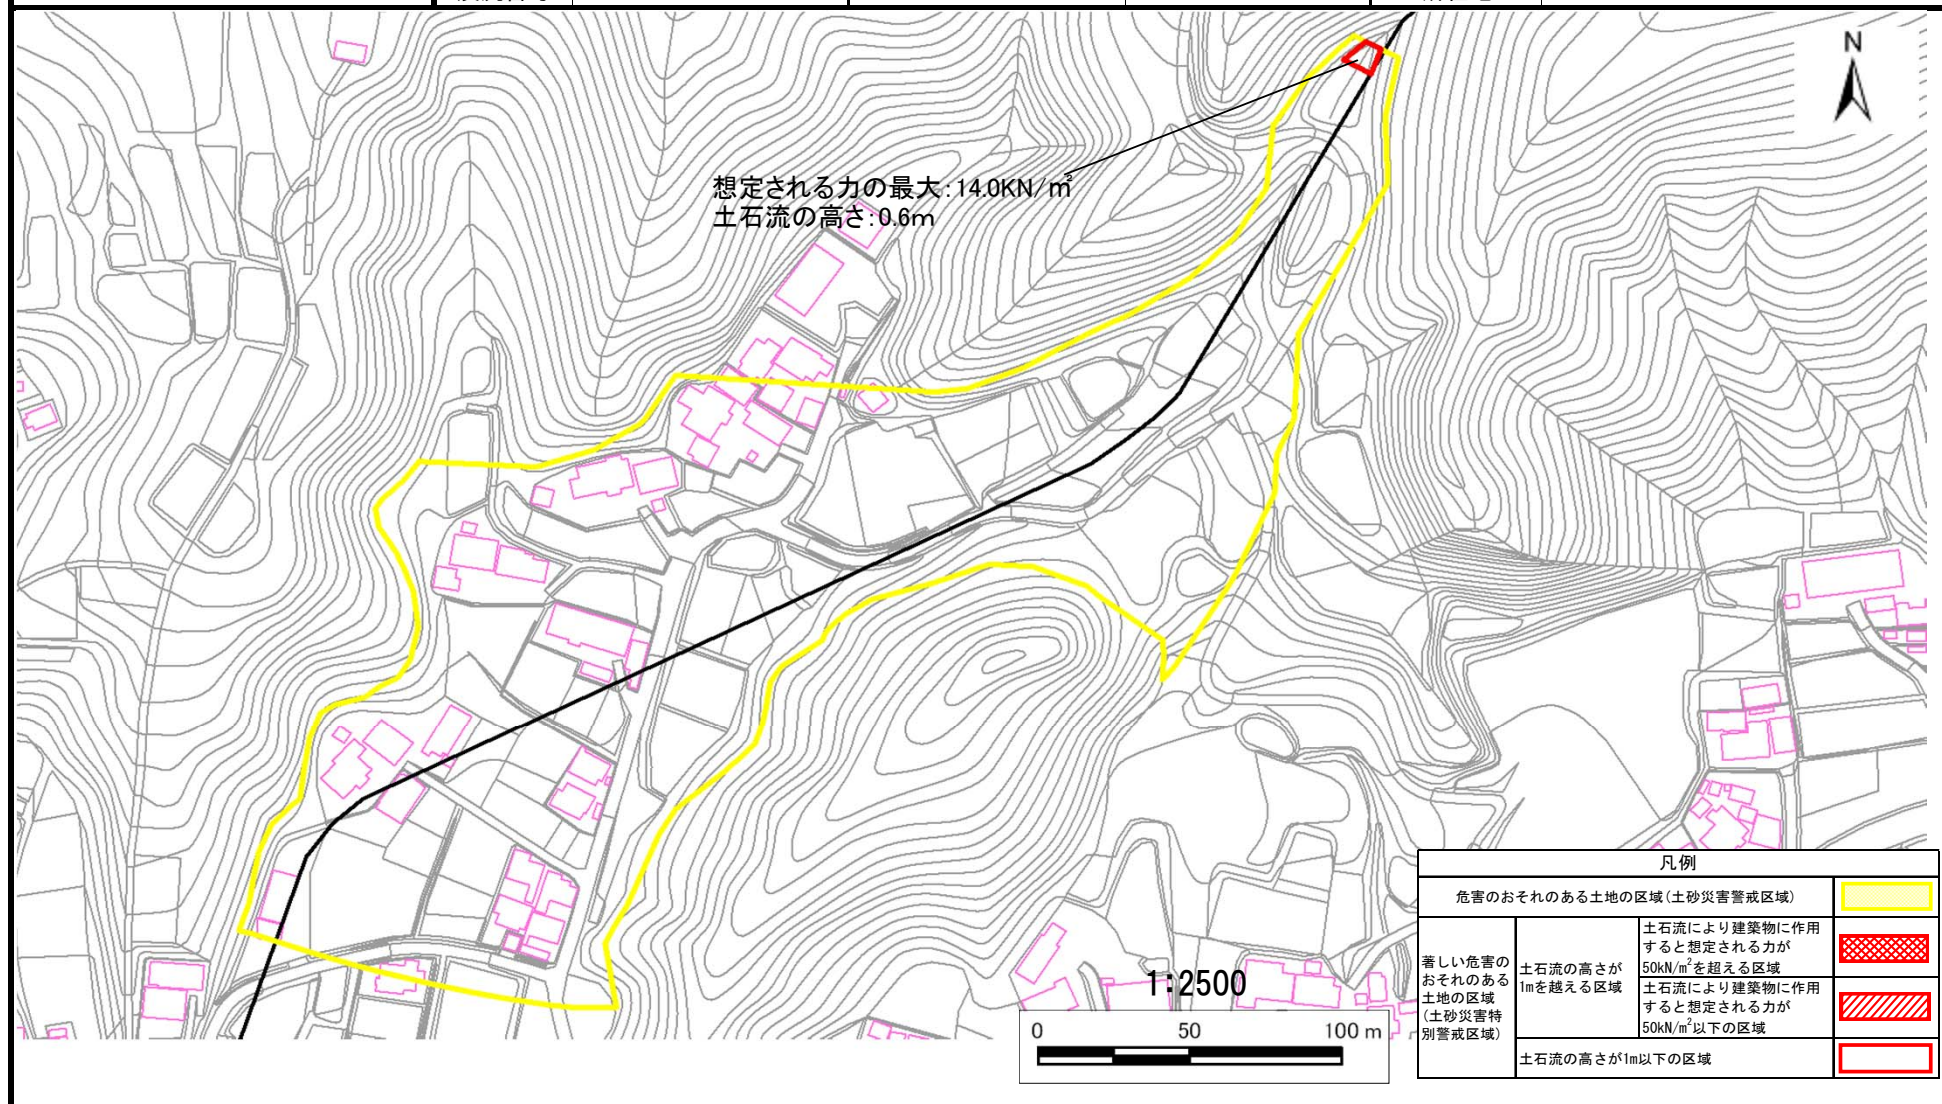 N
想定される力の最大:14.0KN/㎡
土石流の高さ:0.6m
1:2500
0 50 100 m
凡例
危害のおそれのある土地の区域(土砂災害警戒区域)
著しい危害の
おそれのある
土地の区域
(土砂災害特
別警戒区域)
土石流の高さが
1mを越える区域
土石流により建築物に作用
すると想定される力が
50kN/m²を超える区域
土石流により建築物に作用
すると想定される力が
50kN/m²以下の区域
土石流の高さが1m以下の区域